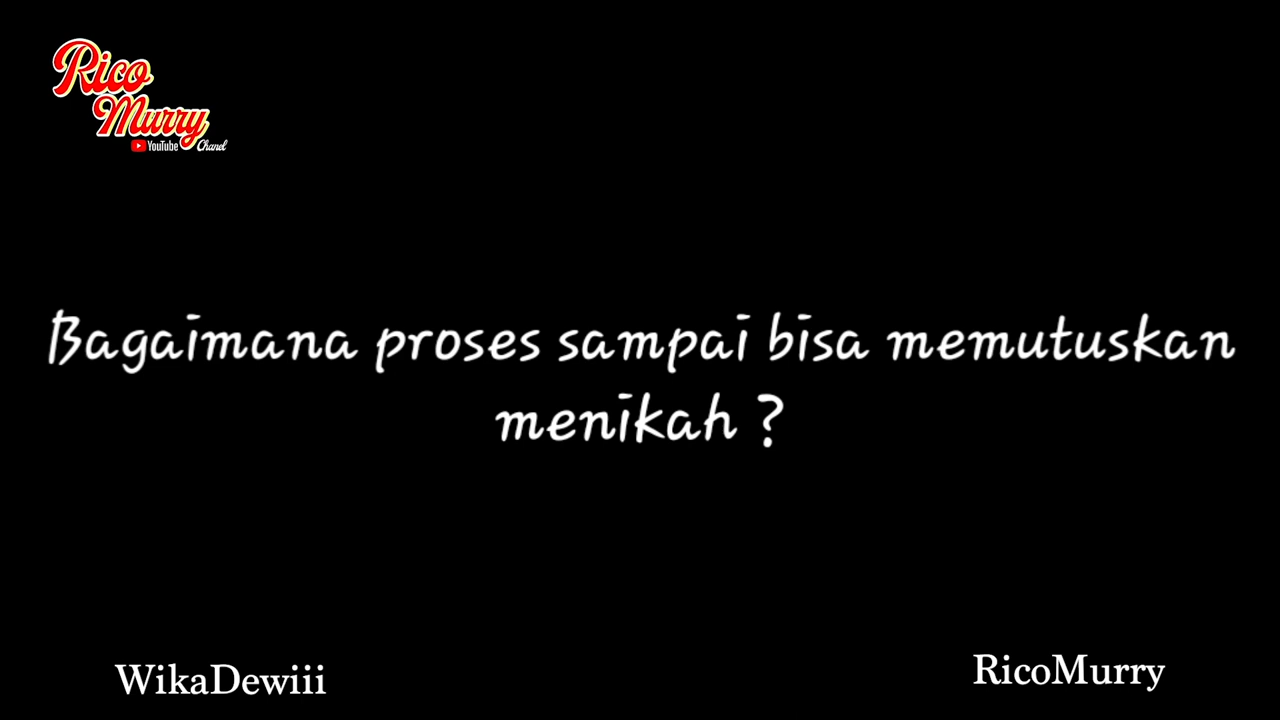 Rico
Murry
YouTube Chanel
Bagaimana proses sampai bisa memutuskan
menikah ?
WikaDewiii
RicoMurry